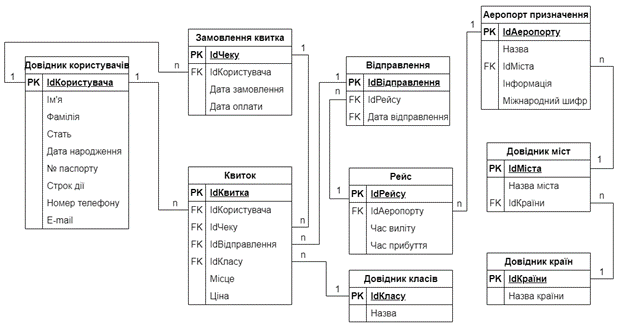 Довідник користувачів
PK IdКористувача
Ім'я
Фамілія
Стать
Дата народження
№ паспорту
Строк дії
Номер телефону
E-mail
1
1
Замовлення квитка
PK IdЧеку
FK IdКористувача
Дата замовлення
Дата оплати
n
1
Квиток
PK IdКвитка
FK IdКористувача
FK IdЧеку
FK IdВідправлення
FK IdКласу
Місце
Ціна
n
n
n
n
Відправлення
PK IdВідправлення
FK IdРейсу
FK Дата відправлення
1
n
Рейс
PK IdРейсу
FK IdАеропорту
Час виліту
Час прибуття
1
n
Довідник класів
PK IdКласу
Назва
1
Аеропорт призначення
PK IdАеропорту
Назва
FK IdМіста
Інформація
Міжнародний шифр
1
n
Довідник міст
PK IdМіста
Назва міста
FK IdКраїни
1
n
Довідник країн
PK IdКраїни
Назва країни
1